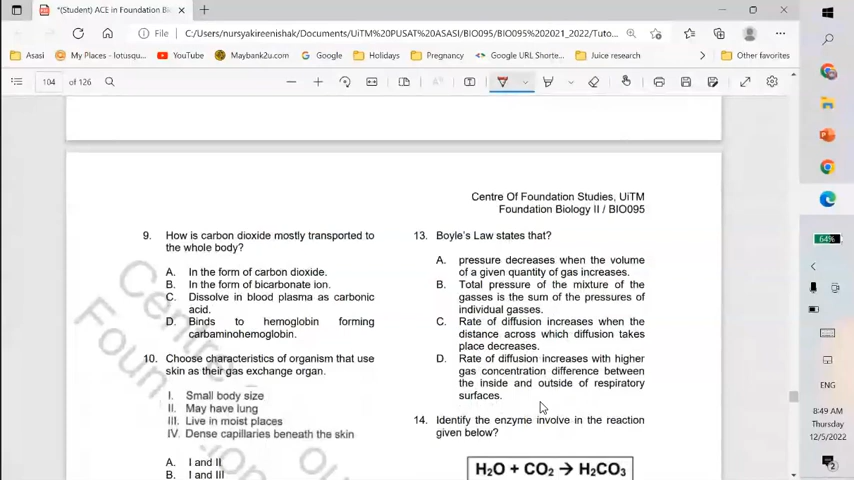 *(Student) ACE in Foundation Bi
File
C:/Users/nursyakireenishak/Documents/UiTM%20PUSAT%20ASASI/BIO095/BIO095%202021_2022/Tuto...
Asasi
My Places - lotusqu...
YouTube
Maybank2u.com
Google
Holidays
Pregnancy
Google URL Shorte...
Juice research
Other favorites
104 of 126
Centre Of Foundation Studies, UiTM
Foundation Biology II / BIO095
9. How is carbon dioxide mostly transported to
the whole body?
A. In the form of carbon dioxide.
B. In the form of bicarbonate ion.
C. Dissolve in blood plasma as carbonic
acid.
D. Binds to hemoglobin forming
carbaminohemoglobin.
10. Choose characteristics of organism that use
skin as their gas exchange organ.
I. Small body size
II. May have lung
III. Live in moist places
IV. Dense capillaries beneath the skin
A. I and II
B. I and III
13. Boyle's Law states that?
A. pressure decreases when the volume
of a given quantity of gas increases.
B. Total pressure of the mixture of the
gasses is the sum of the pressures of
individual gasses.
C. Rate of diffusion increases when the
distance across which diffusion takes
place decreases.
D. Rate of diffusion increases with higher
gas concentration difference between
the inside and outside of respiratory
surfaces.
14. Identify the enzyme involve in the reaction
given below?
H₂O + CO₂ → H₂CO₃
Centre
Foun
64%
ENG
8:49 AM
Thursday
12/5/2022
2